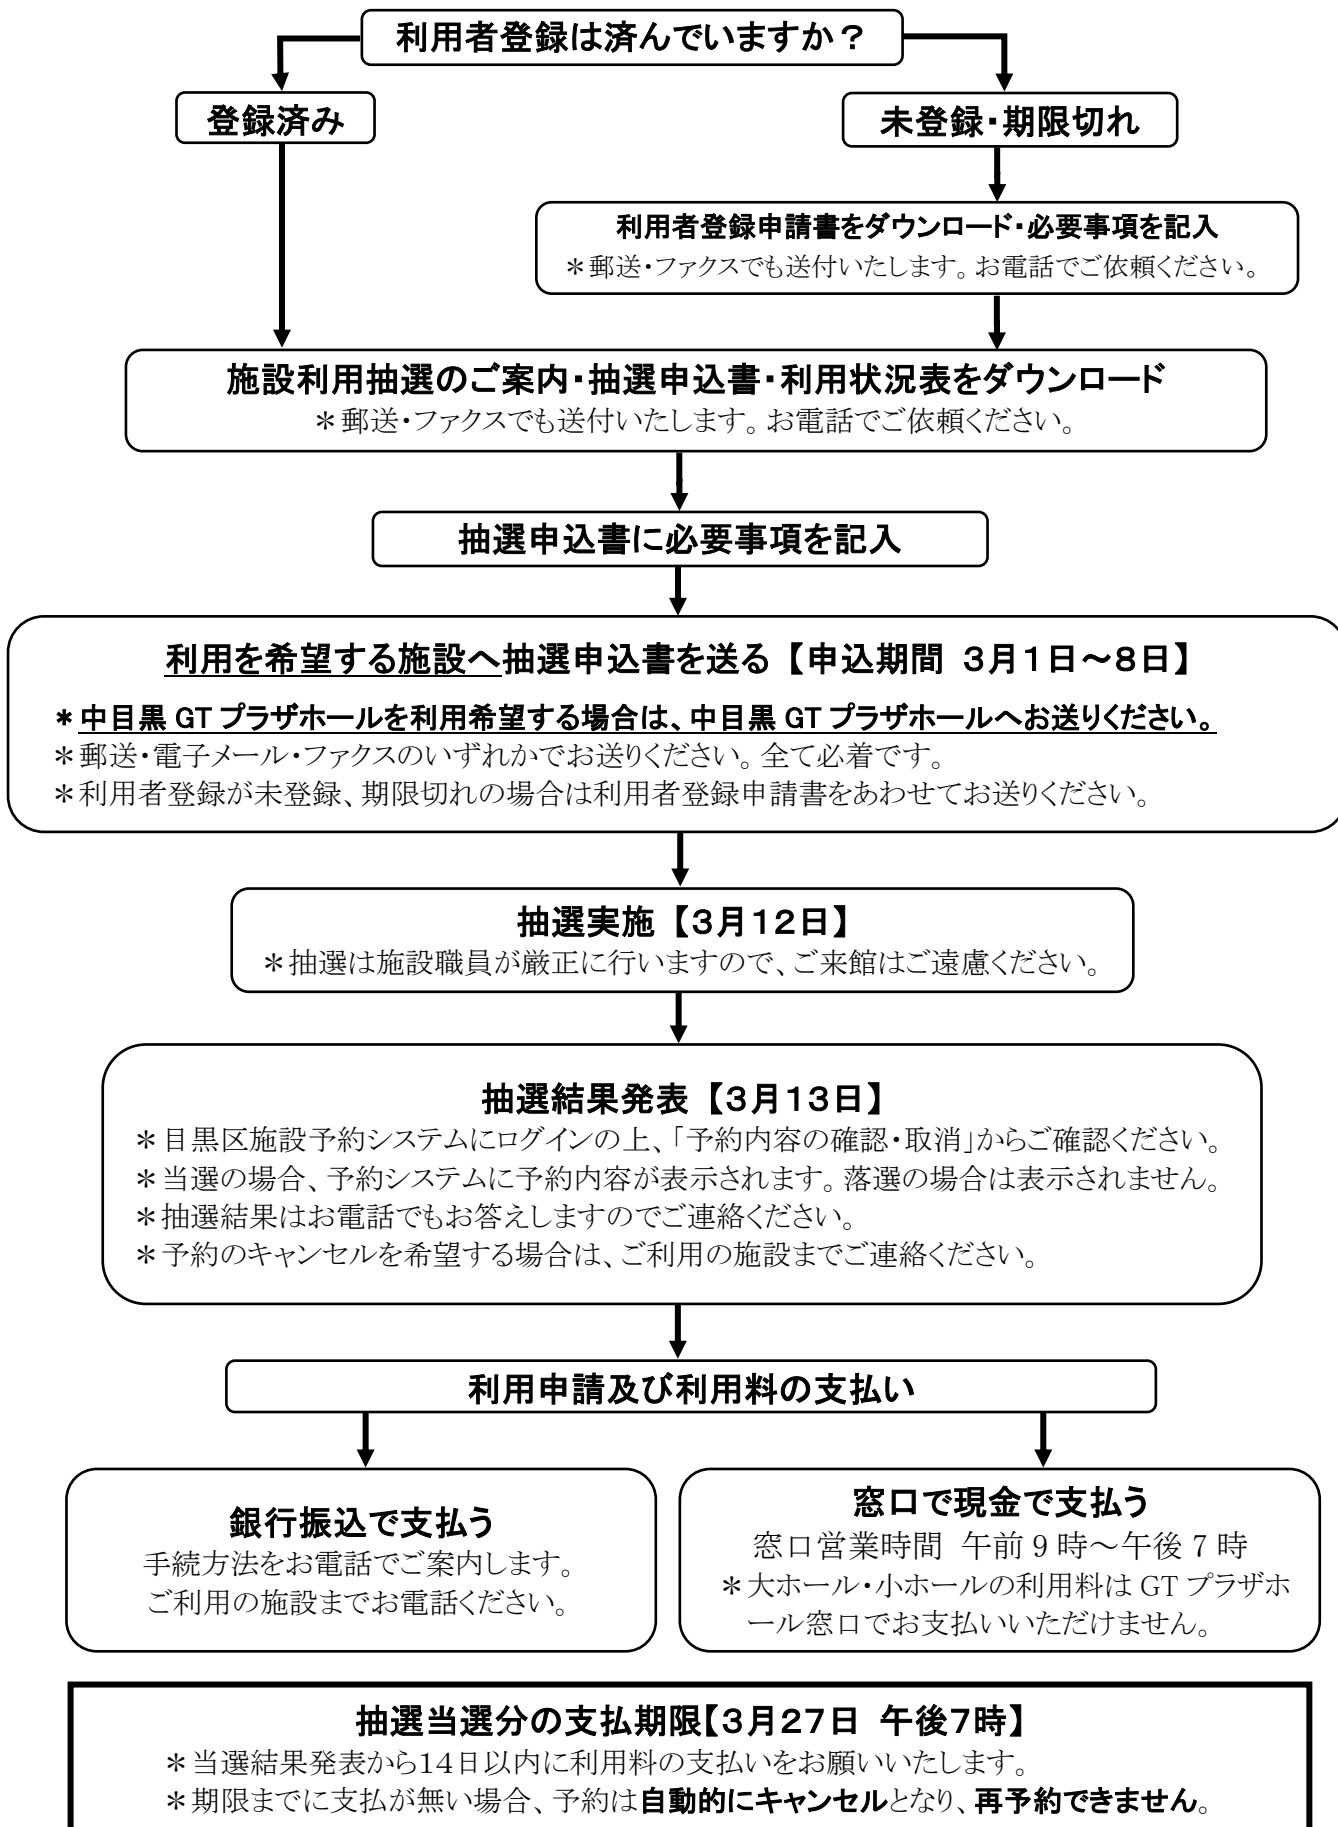 利用者登録は済んでいますか？
登録済み
未登録・期限切れ
利用者登録申請書をダウンロード・必要事項を記入
＊郵送・ファクスでも送付いたします。お電話でご依頼ください。
施設利用抽選のご案内・抽選申込書・利用状況表をダウンロード
＊郵送・ファクスでも送付いたします。お電話でご依頼ください。
抽選申込書に必要事項を記入
利用を希望する施設へ抽選申込書を送る【申込期間 3月1日～8日】
＊中目黒 GT プラザホールを利用希望する場合は、中目黒 GT プラザホールへお送りください。
＊郵送・電子メール・ファクスのいずれかでお送りください。全て必着です。
＊利用者登録が未登録、期限切れの場合は利用者登録申請書をあわせてお送りください。
抽選実施【3月12日】
＊抽選は施設職員が厳正に行いますので、ご来館はご遠慮ください。
抽選結果発表【3月13日】
＊目黒区施設予約システムにログインの上、「予約内容の確認・取消」からご確認ください。
＊当選の場合、予約システムに予約内容が表示されます。落選の場合は表示されません。
＊抽選結果はお電話でもお答えしますのでご連絡ください。
＊予約のキャンセルを希望する場合は、ご利用の施設までご連絡ください。
利用申請及び利用料の支払い
銀行振込で支払う
手続方法をお電話でご案内します。
ご利用の施設までお電話ください。
窓口で現金で支払う
窓口営業時間 午前 9 時～午後 7 時
＊大ホール・小ホールの利用料は GT プラザホ
ール窓口でお支払いいただけません。
抽選当選分の支払期限【3月27日 午後7時】
＊当選結果発表から14日以内に利用料の支払いをお願いいたします。
＊期限までに支払が無い場合、予約は自動的にキャンセルとなり、再予約できません。